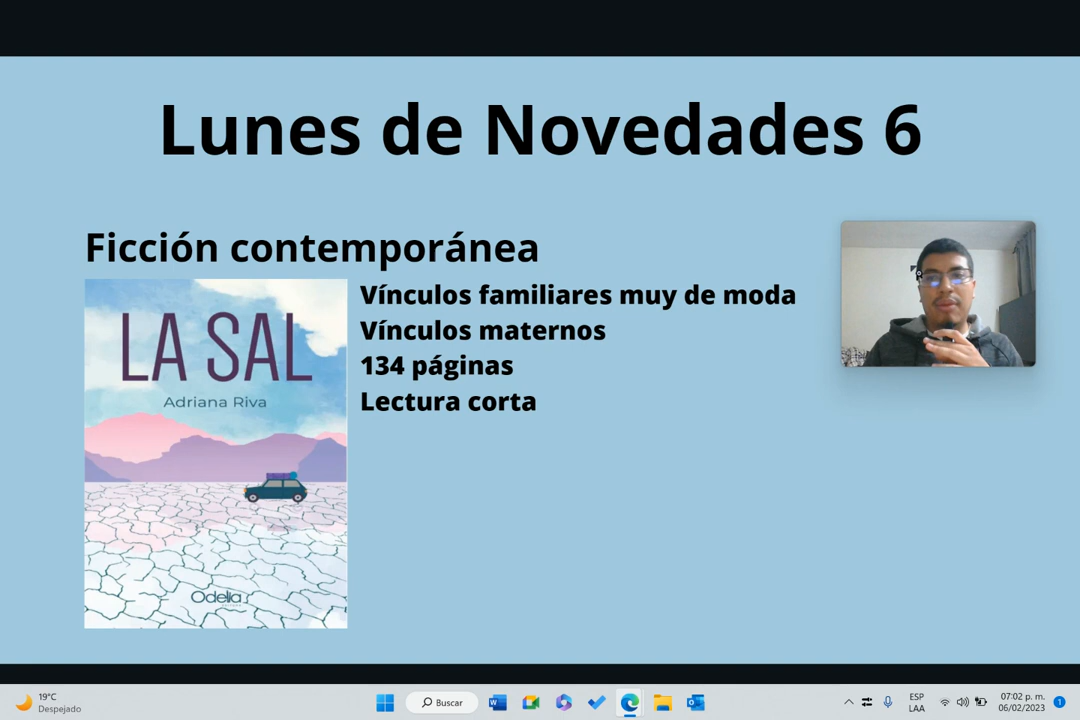 Lunes de Novedades 6
Ficción contemporánea
LA SAL
Adriana Riva
Odelia
Vínculos familiares muy de moda
Vínculos maternos
134 páginas
Lectura corta
19°C
Despejado
Buscar
ESP
LAA
07:02 p. m.
06/02/2023
1